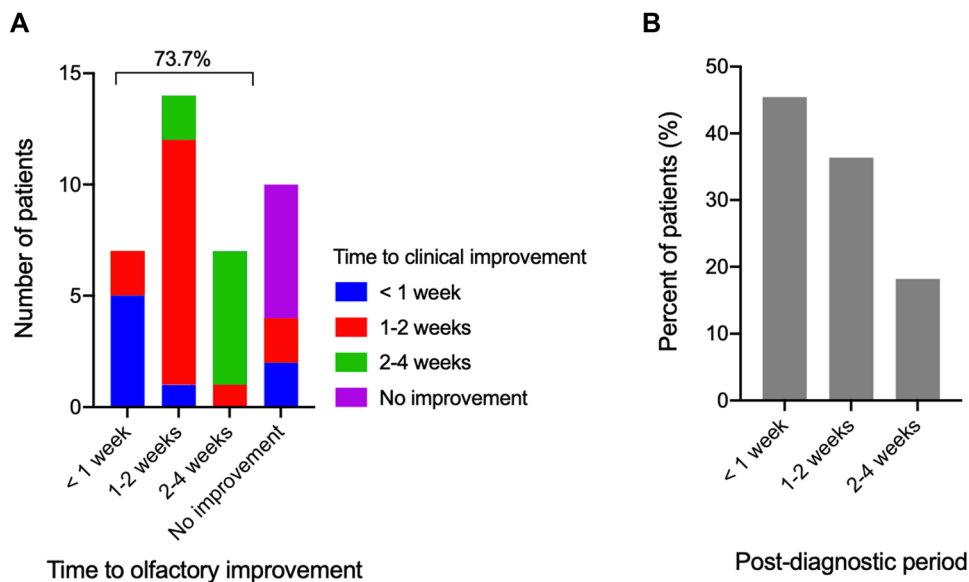 A
73.7%
15
10
5
0
Number of patients
< 1 week
1-2 weeks
2-4 weeks
No improvement
Time to olfactory improvement
Time to clinical improvement
< 1 week
1-2 weeks
2-4 weeks
No improvement
B
50
40
30
20
10
0
Percent of patients (%)
< 1 week
1-2 weeks
2-4 weeks
Post-diagnostic period